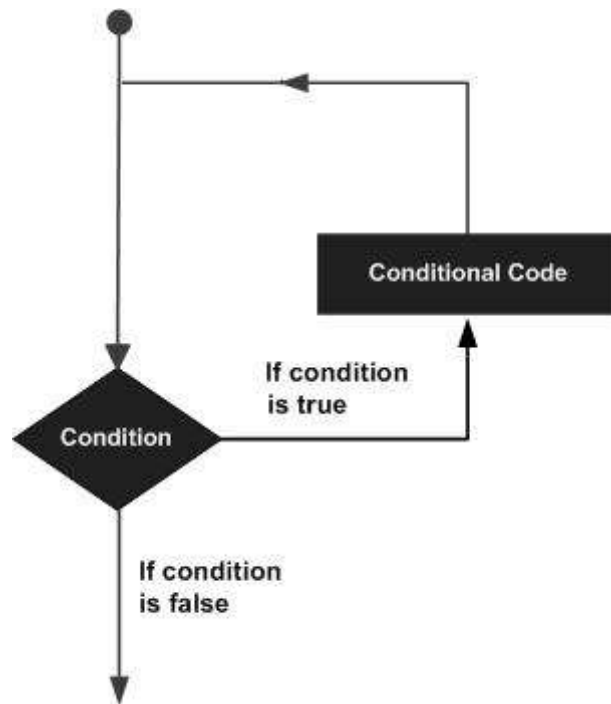 Conditional Code
If condition
is true
Condition
If condition
is false